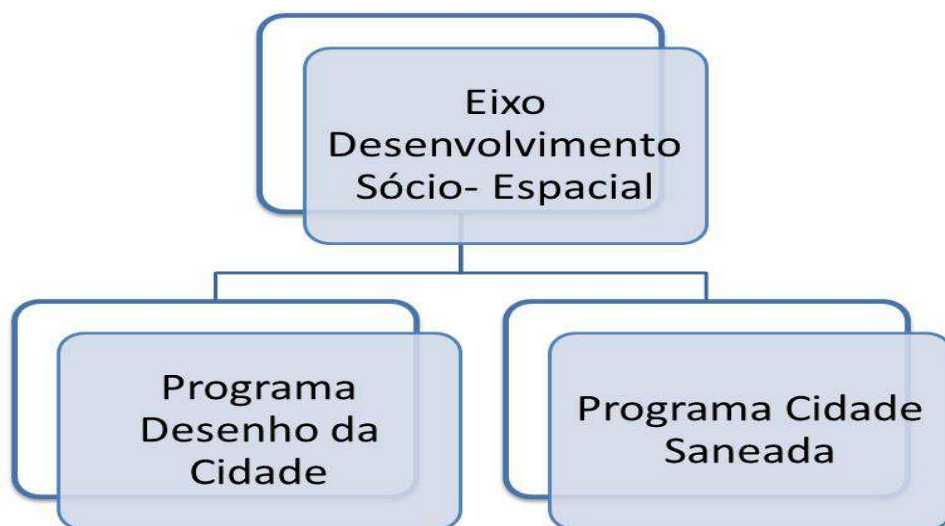 Eixo
Desenvolvimento
Sócio- Espacial
Programa
Desenho da
Cidade
Programa Cidade
Saneada